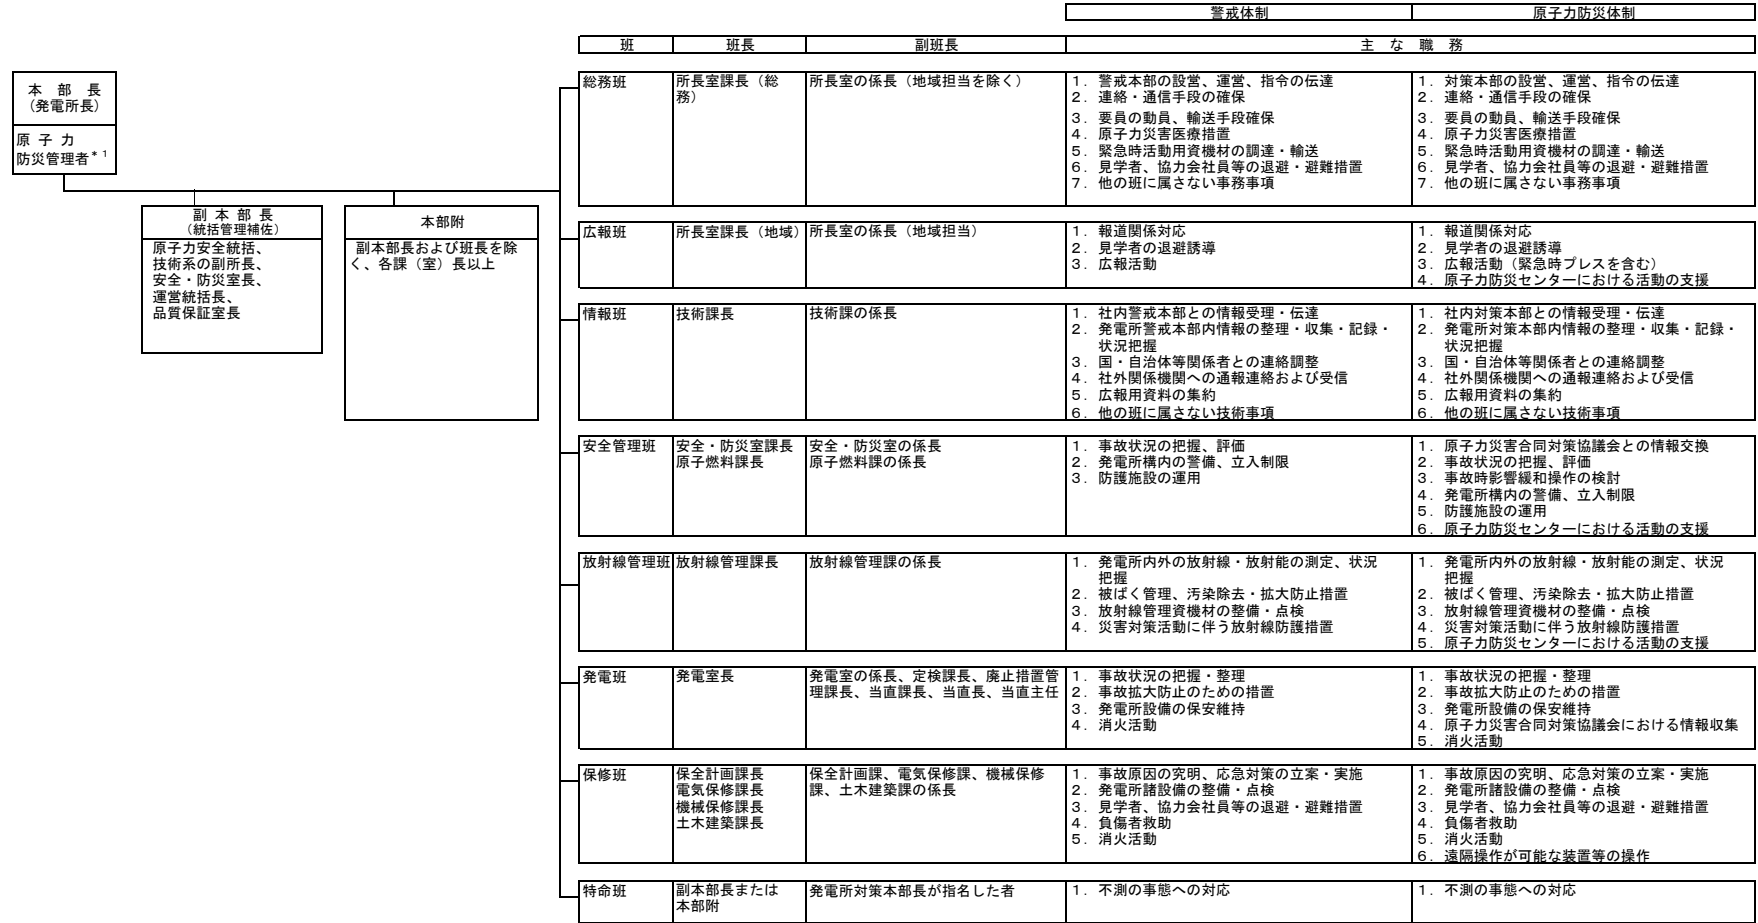 警戒体制
原子力防災体制
班
班長
副班長
主な職務
本部長
（発電所長）
原子力
防災管理者＊１
副本部長
（統括管理補佐）
原子力安全統括、
技術系の副所長、
安全・防災室長、
運営統括長、
品質保証室長
本部附
副本部長および班長を除
く、各課（室）長以上
総務班
所長室課長（総
務）
所長室の係長（地域担当を除く）
１．警戒本部の設営、運営、指令の伝達
２．連絡・通信手段の確保
３．要員の動員、輸送手段確保
４．原子力災害医療措置
５．緊急時活動用資機材の調達・輸送
６．見学者、協力会社員等の退避・避難措置
７．他の班に属さない事務事項
１．対策本部の設営、運営、指令の伝達
２．連絡・通信手段の確保
３．要員の動員、輸送手段確保
４．原子力災害医療措置
５．緊急時活動用資機材の調達・輸送
６．見学者、協力会社員等の退避・避難措置
７．他の班に属さない事務事項
広報班
所長室課長（地域）
所長室の係長（地域担当）
１．報道関係対応
２．見学者の退避誘導
３．広報活動
１．報道関係対応
２．見学者の退避誘導
３．広報活動（緊急時プレスを含む）
４．原子力防災センターにおける活動の支援
情報班
技術課長
技術課の係長
１．社内警戒本部との情報受理・伝達
２．発電所警戒本部内情報の整理・収集・記録・
状況把握
３．国・自治体等関係者との連絡調整
４．社外関係機関への通報連絡および受信
５．広報用資料の集約
６．他の班に属さない技術事項
１．社内対策本部との情報受理・伝達
２．発電所対策本部内情報の整理・収集・記録・
状況把握
３．国・自治体等関係者との連絡調整
４．社外関係機関への通報連絡および受信
５．広報用資料の集約
６．他の班に属さない技術事項
安全管理班
安全・防災室課長
原子燃料課長
安全・防災室の係長
原子燃料課の係長
１．事故状況の把握、評価
２．発電所構内の警備、立入制限
３．防護施設の運用
１．原子力災害合同対策協議会との情報交換
２．事故状況の把握、評価
３．事故時影響緩和操作の検討
４．発電所構内の警備、立入制限
５．防護施設の運用
６．原子力防災センターにおける活動の支援
放射線管理班
放射線管理課長
放射線管理課の係長
１．発電所内外の放射線・放射能の測定、状況
把握
２．被ばく管理、汚染除去・拡大防止措置
３．放射線管理資機材の整備・点検
４．災害対策活動に伴う放射線防護措置
１．発電所内外の放射線・放射能の測定、状況
把握
２．被ばく管理、汚染除去・拡大防止措置
３．放射線管理資機材の整備・点検
４．災害対策活動に伴う放射線防護措置
５．原子力防災センターにおける活動の支援
発電班
発電室長
発電室の係長、定検課長、廃止措置管
理課長、当直課長、当直長、当直主任
１．事故状況の把握・整理
２．事故拡大防止のための措置
３．発電所設備の保安維持
４．消火活動
１．事故状況の把握・整理
２．事故拡大防止のための措置
３．発電所設備の保安維持
４．原子力災害合同対策協議会における情報収集
５．消火活動
保修班
保全計画課長
電気保修課長
機械保修課長
土木建築課長
保全計画課、電気保修課、機械保修
課、土木建築課の係長
１．事故原因の究明、応急対策の立案・実施
２．発電所諸設備の整備・点検
３．見学者、協力会社員等の退避・避難措置
４．負傷者救助
５．消火活動
１．事故原因の究明、応急対策の立案・実施
２．発電所諸設備の整備・点検
３．見学者、協力会社員等の退避・避難措置
４．負傷者救助
５．消火活動
６．遠隔操作が可能な装置等の操作
特命班
副本部長または
本部附
発電所対策本部長が指名した者
１．不測の事態への対応
１．不測の事態への対応